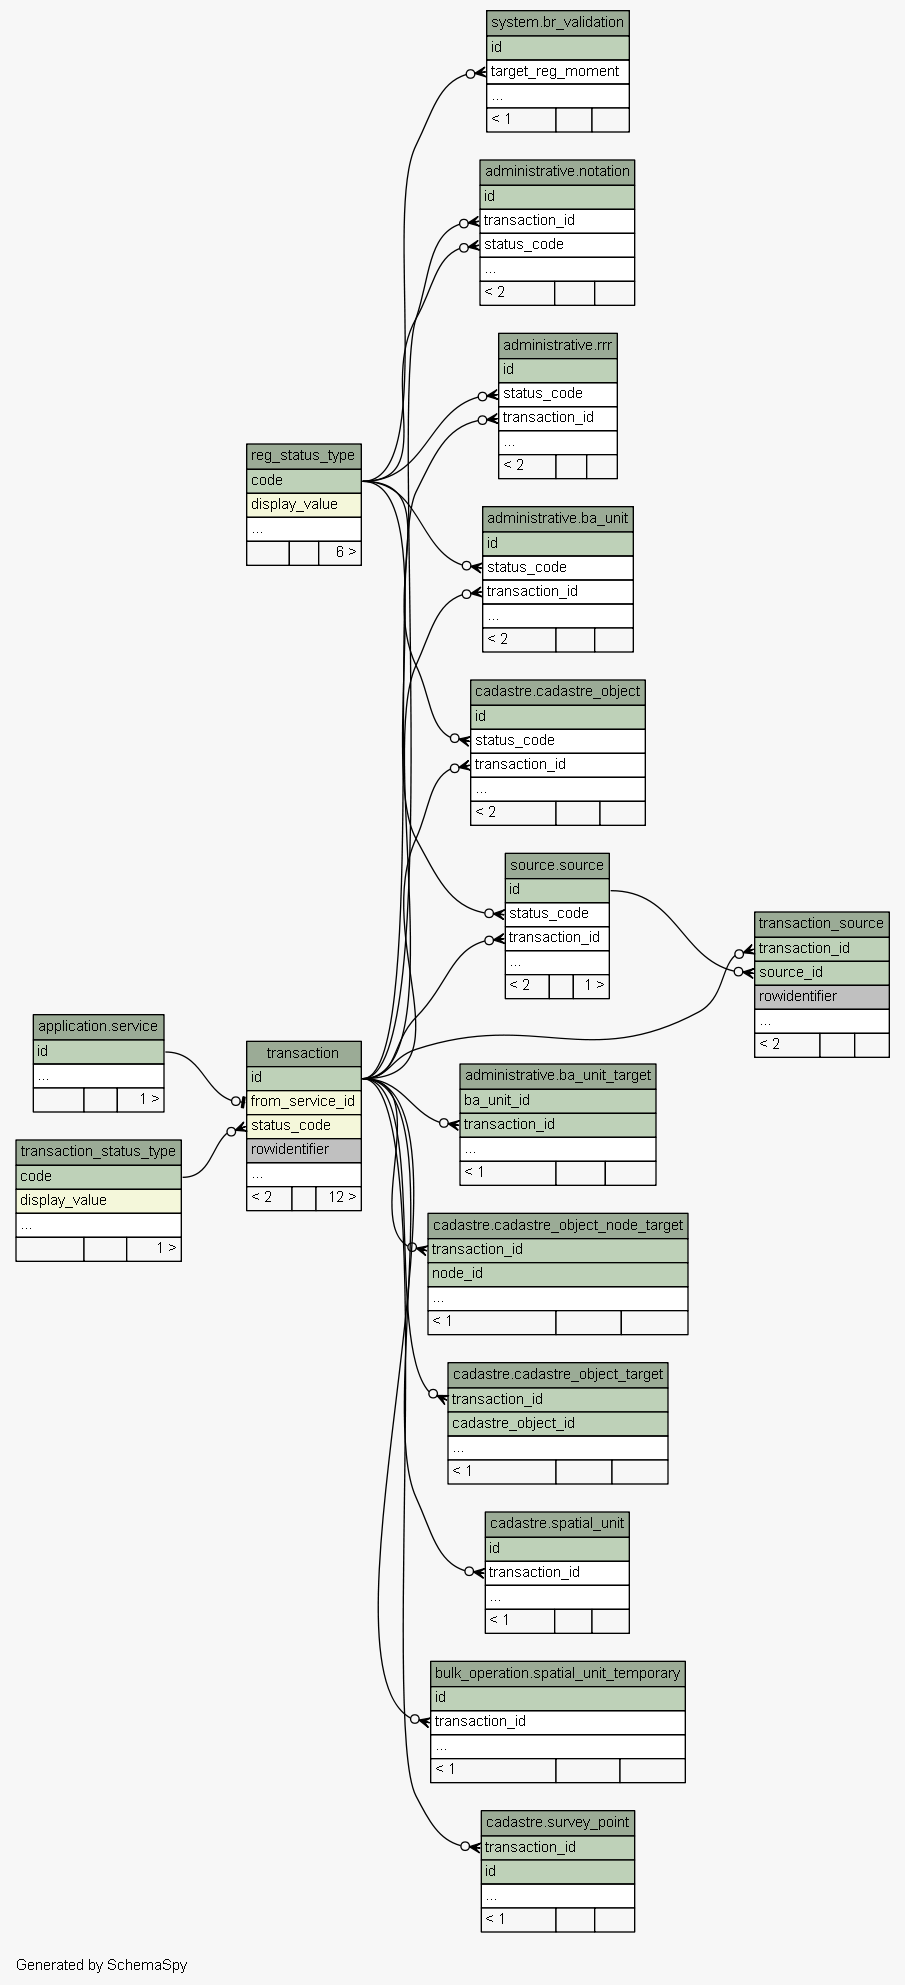 system.br_validation
id
target_reg_moment
...
< 1
administrative.notation
id
transaction_id
status_code
...
< 2
administrative.rrr
id
status_code
transaction_id
...
< 2
reg_status_type
code
display_value
...
6 >
administrative.ba_unit
id
status_code
transaction_id
...
< 2
cadastre.cadastre_object
id
status_code
transaction_id
...
< 2
source.source
id
status_code
transaction_id
...
< 2 1 >
transaction_source
transaction_id
source_id
rowidentifier
...
< 2
application.service
id
...
1 >
transaction_status_type
code
display_value
...
1 >
transaction
id
from_service_id
status_code
rowidentifier
...
< 2 12 >
administrative.ba_unit_target
ba_unit_id
transaction_id
...
< 1
cadastre.cadastre_object_node_target
transaction_id
node_id
...
< 1
cadastre.cadastre_object_target
transaction_id
cadastre_object_id
...
< 1
cadastre.spatial_unit
id
transaction_id
...
< 1
bulk_operation.spatial_unit_temporary
id
transaction_id
...
< 1
cadastre.survey_point
transaction_id
id
...
< 1
Generated by SchemaSpy